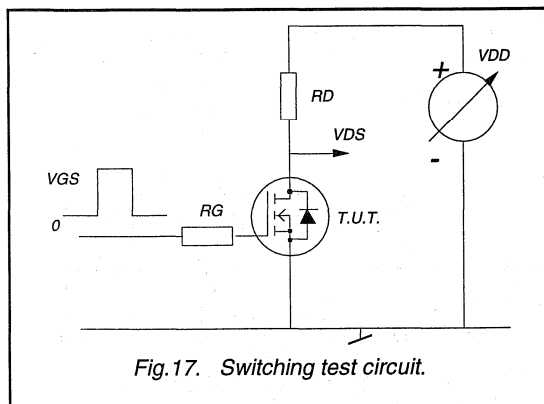 +
VDD
RD
VDS
-
VGS
0
RG
T.U.T.
Fig.17. Switching test circuit.